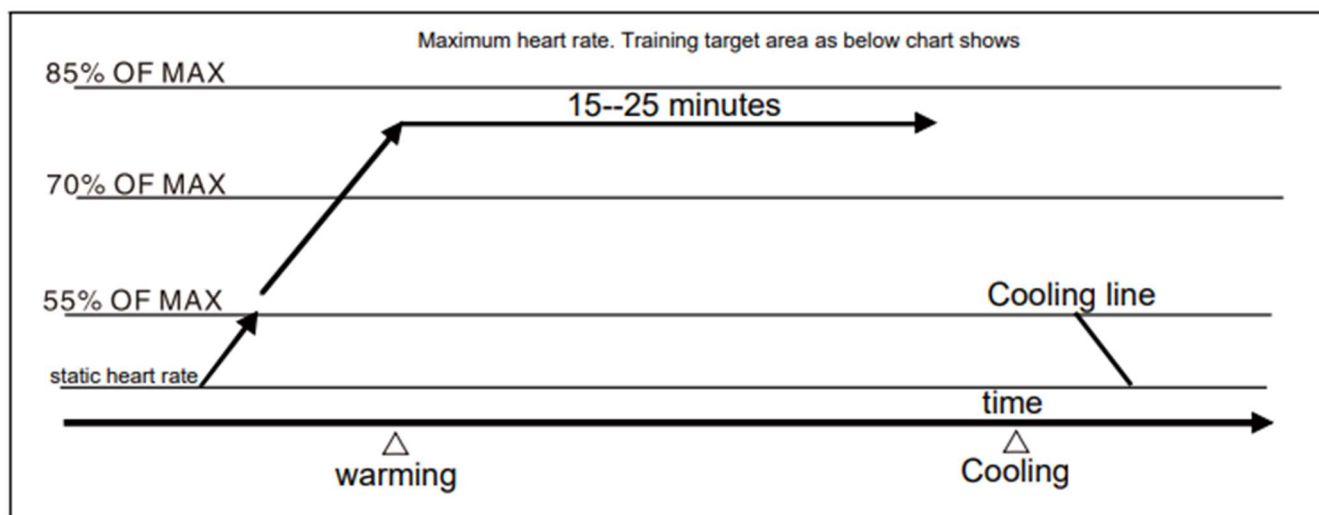 Maximum heart rate. Training target area as below chart shows
85% OF MAX
15--25 minutes
70% OF MAX
55% OF MAX
Cooling line
static heart rate
time
warming
Cooling